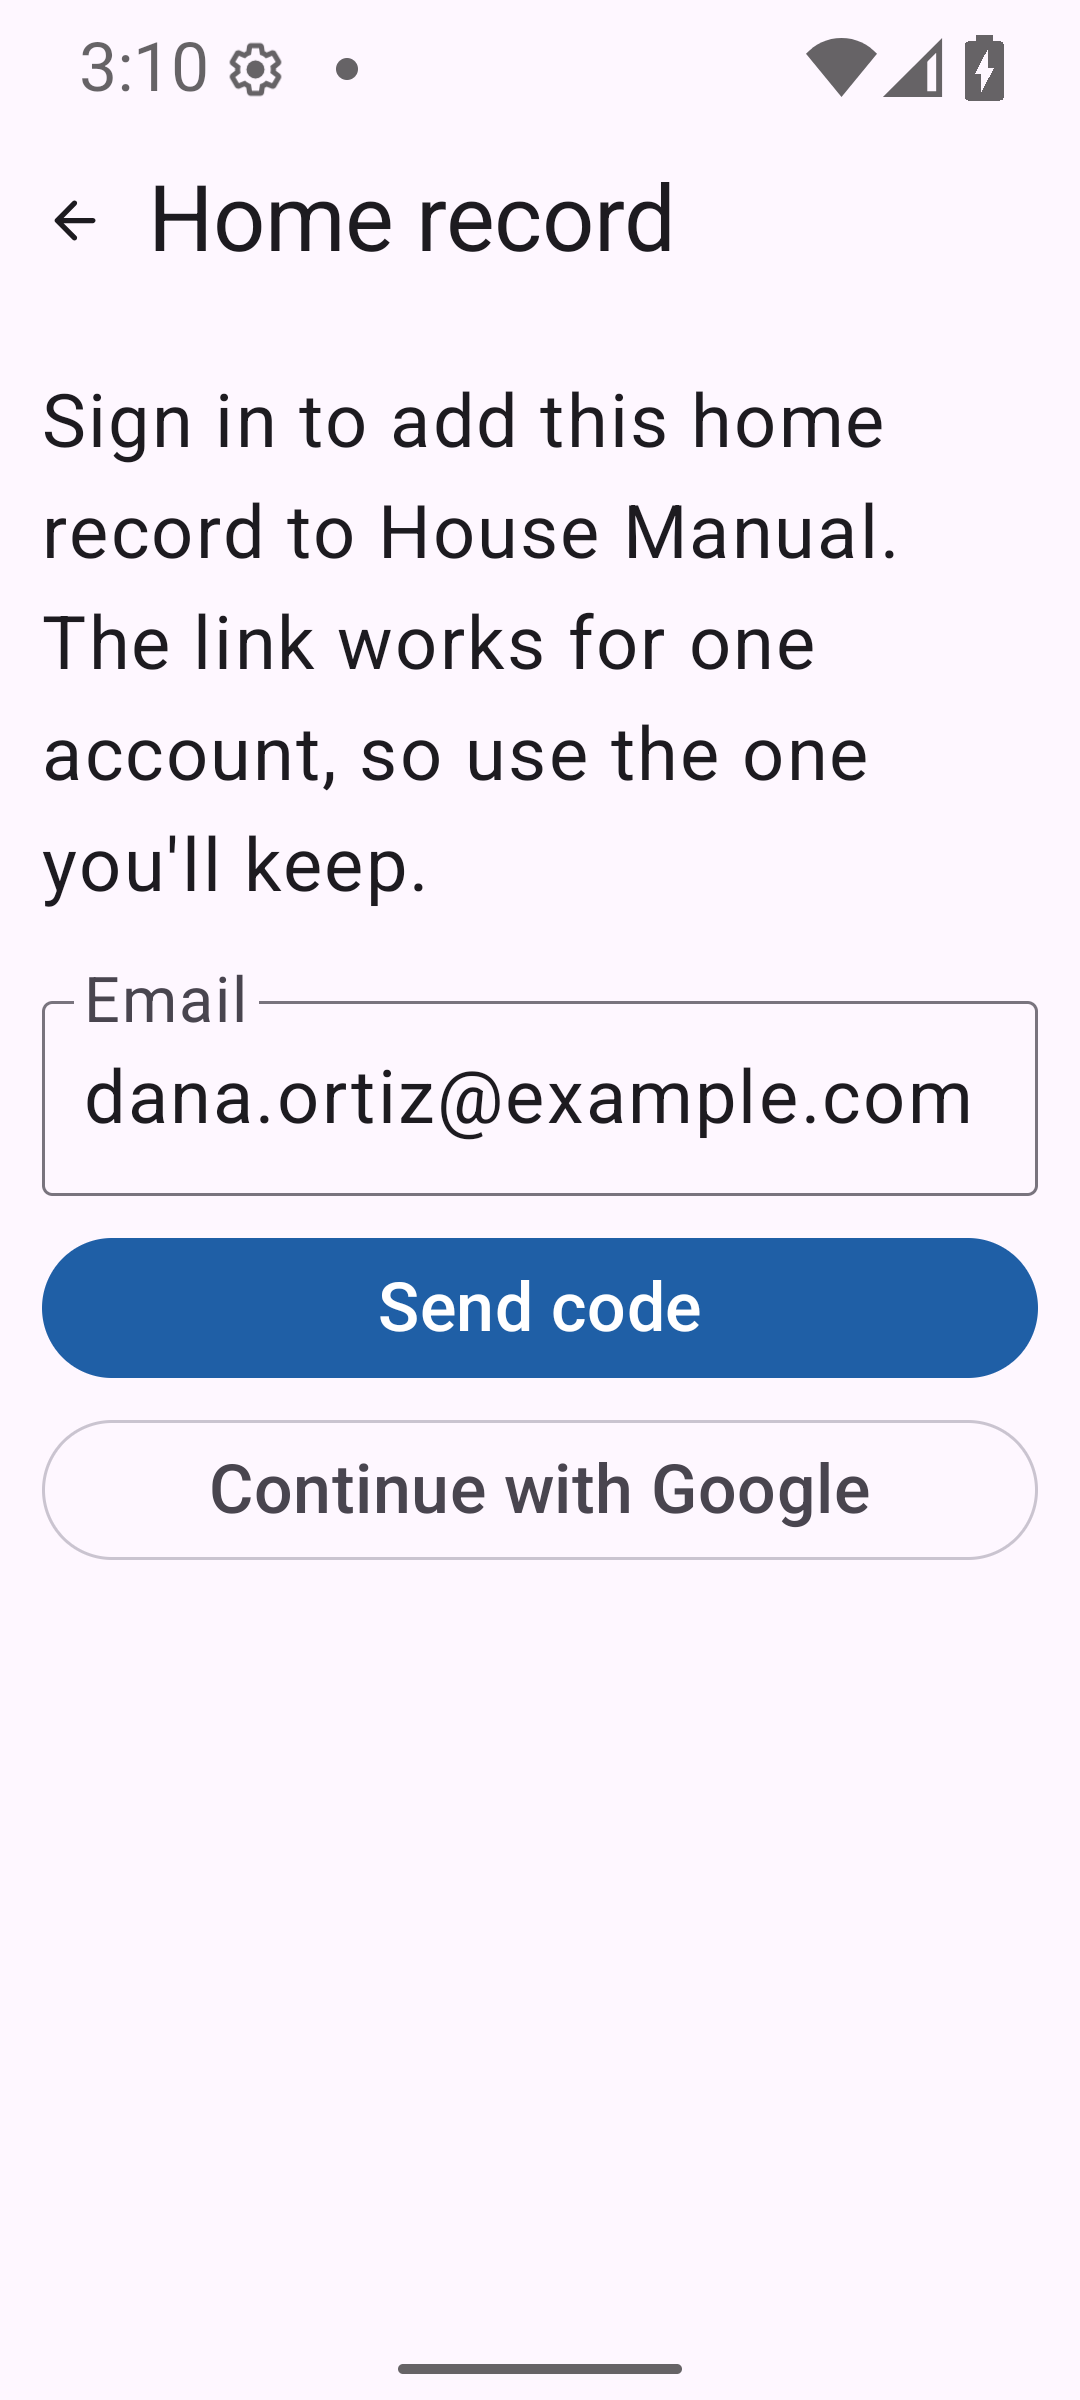 3:10
Home record
Sign in to add this home
record to House Manual.
The link works for one
account, so use the one
you'll keep.
Email
dana.ortiz@example.com
Send code
Continue with Google